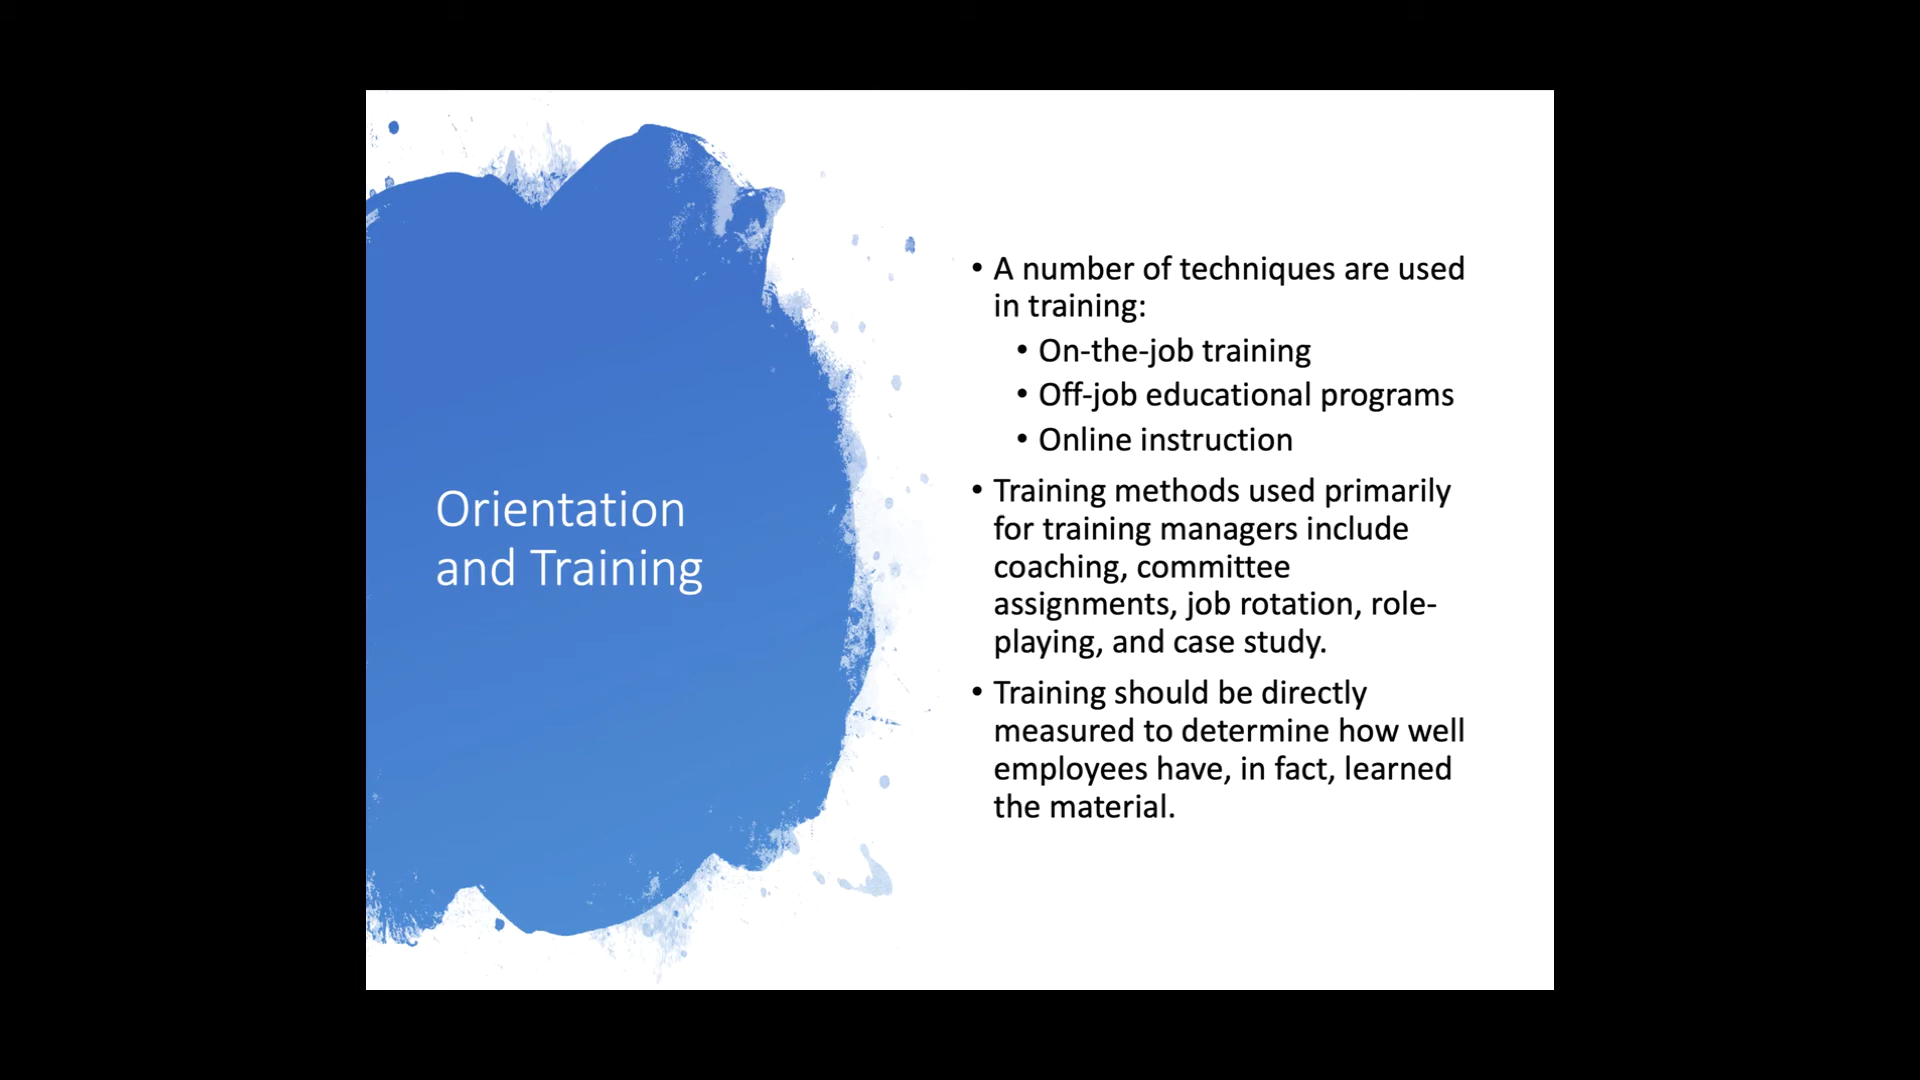 Orientation
and Training
• A number of techniques are used
in training:
• On-the-job training
• Off-job educational programs
• Online instruction
• Training methods used primarily
for training managers include
coaching, committee
assignments, job rotation, role-
playing, and case study.
• Training should be directly
measured to determine how well
employees have, in fact, learned
the material.